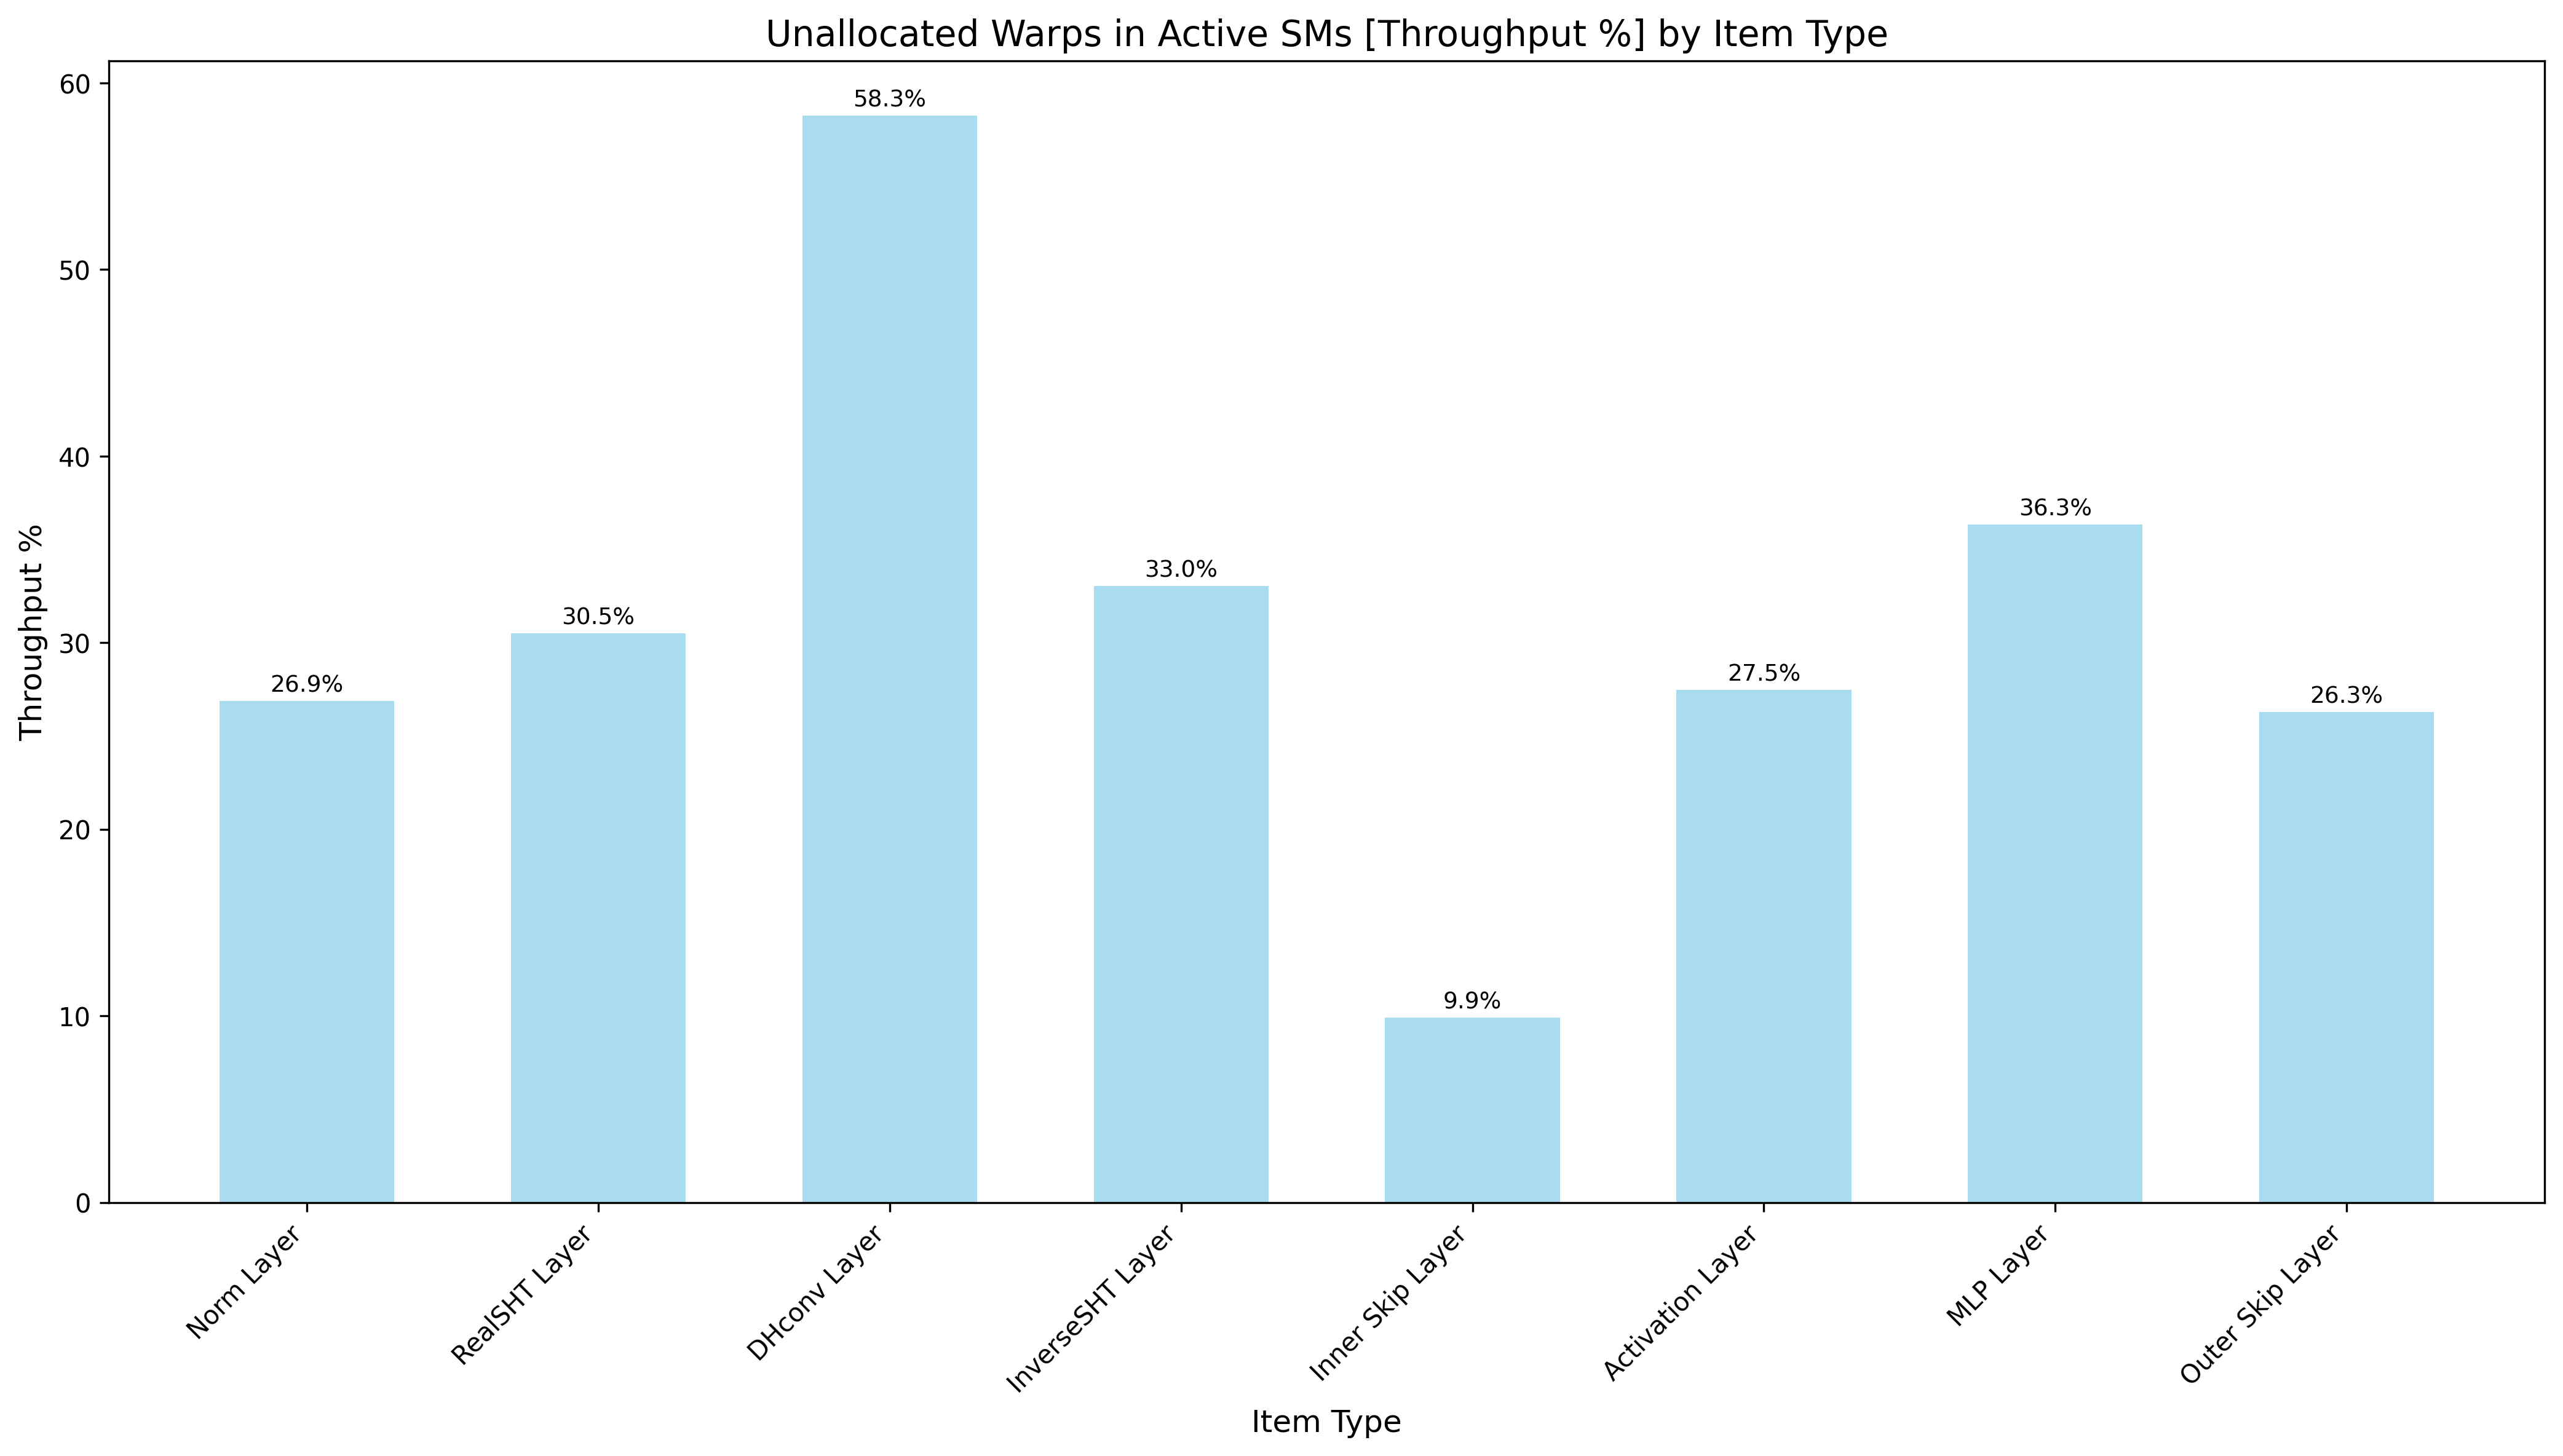 Unallocated Warps in Active SMs [Throughput %] by Item Type
Throughput %
60
50
40
30
20
10
0
26.9%
30.5%
58.3%
33.0%
9.9%
27.5%
36.3%
26.3%
Norm Layer
RealSHT Layer
DHconv Layer
InverseSHT Layer
Inner Skip Layer
Activation Layer
MLP Layer
Outer Skip Layer
Item Type